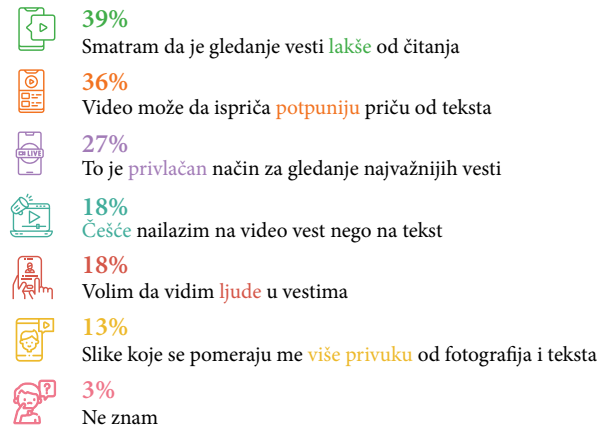 39%
Smatram da je gledanje vesti lakše od čitanja
36%
Video može da ispriča potpuniju priču od teksta
27%
LIVE
To je privlačan način za gledanje najvažnijih vesti
18%
Češće nailazim na video vest nego na tekst
18%
Volim da vidim ljude u vestima
13%
Slike koje se pomeraju me više privuku od fotografija i teksta
?
3%
Ne znam